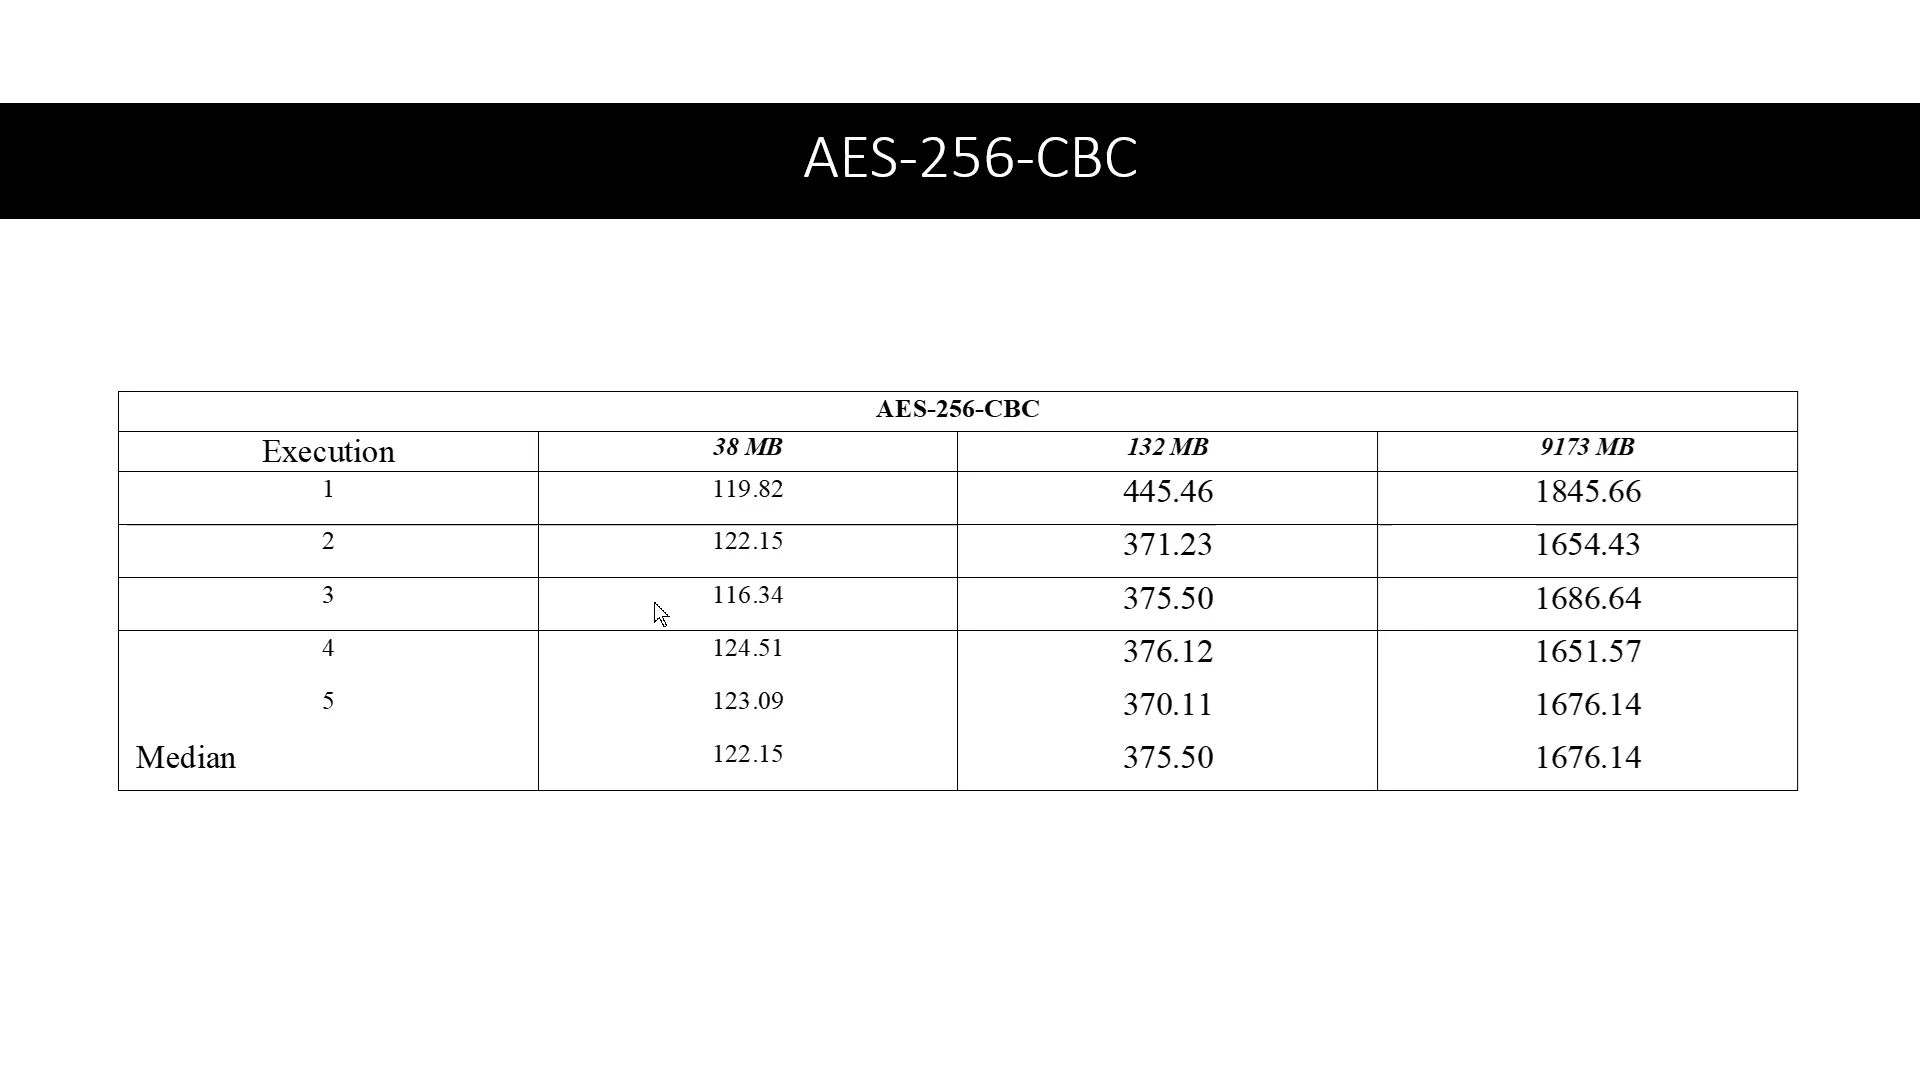 AES-256-CBC
AES-256-CBC
Execution 38 MB 132 MB 9173 MB
1 119.82 445.46 1845.66
2 122.15 371.23 1654.43
3 116.34 375.50 1686.64
4 124.51 376.12 1651.57
5 123.09 370.11 1676.14
Median 122.15 375.50 1676.14